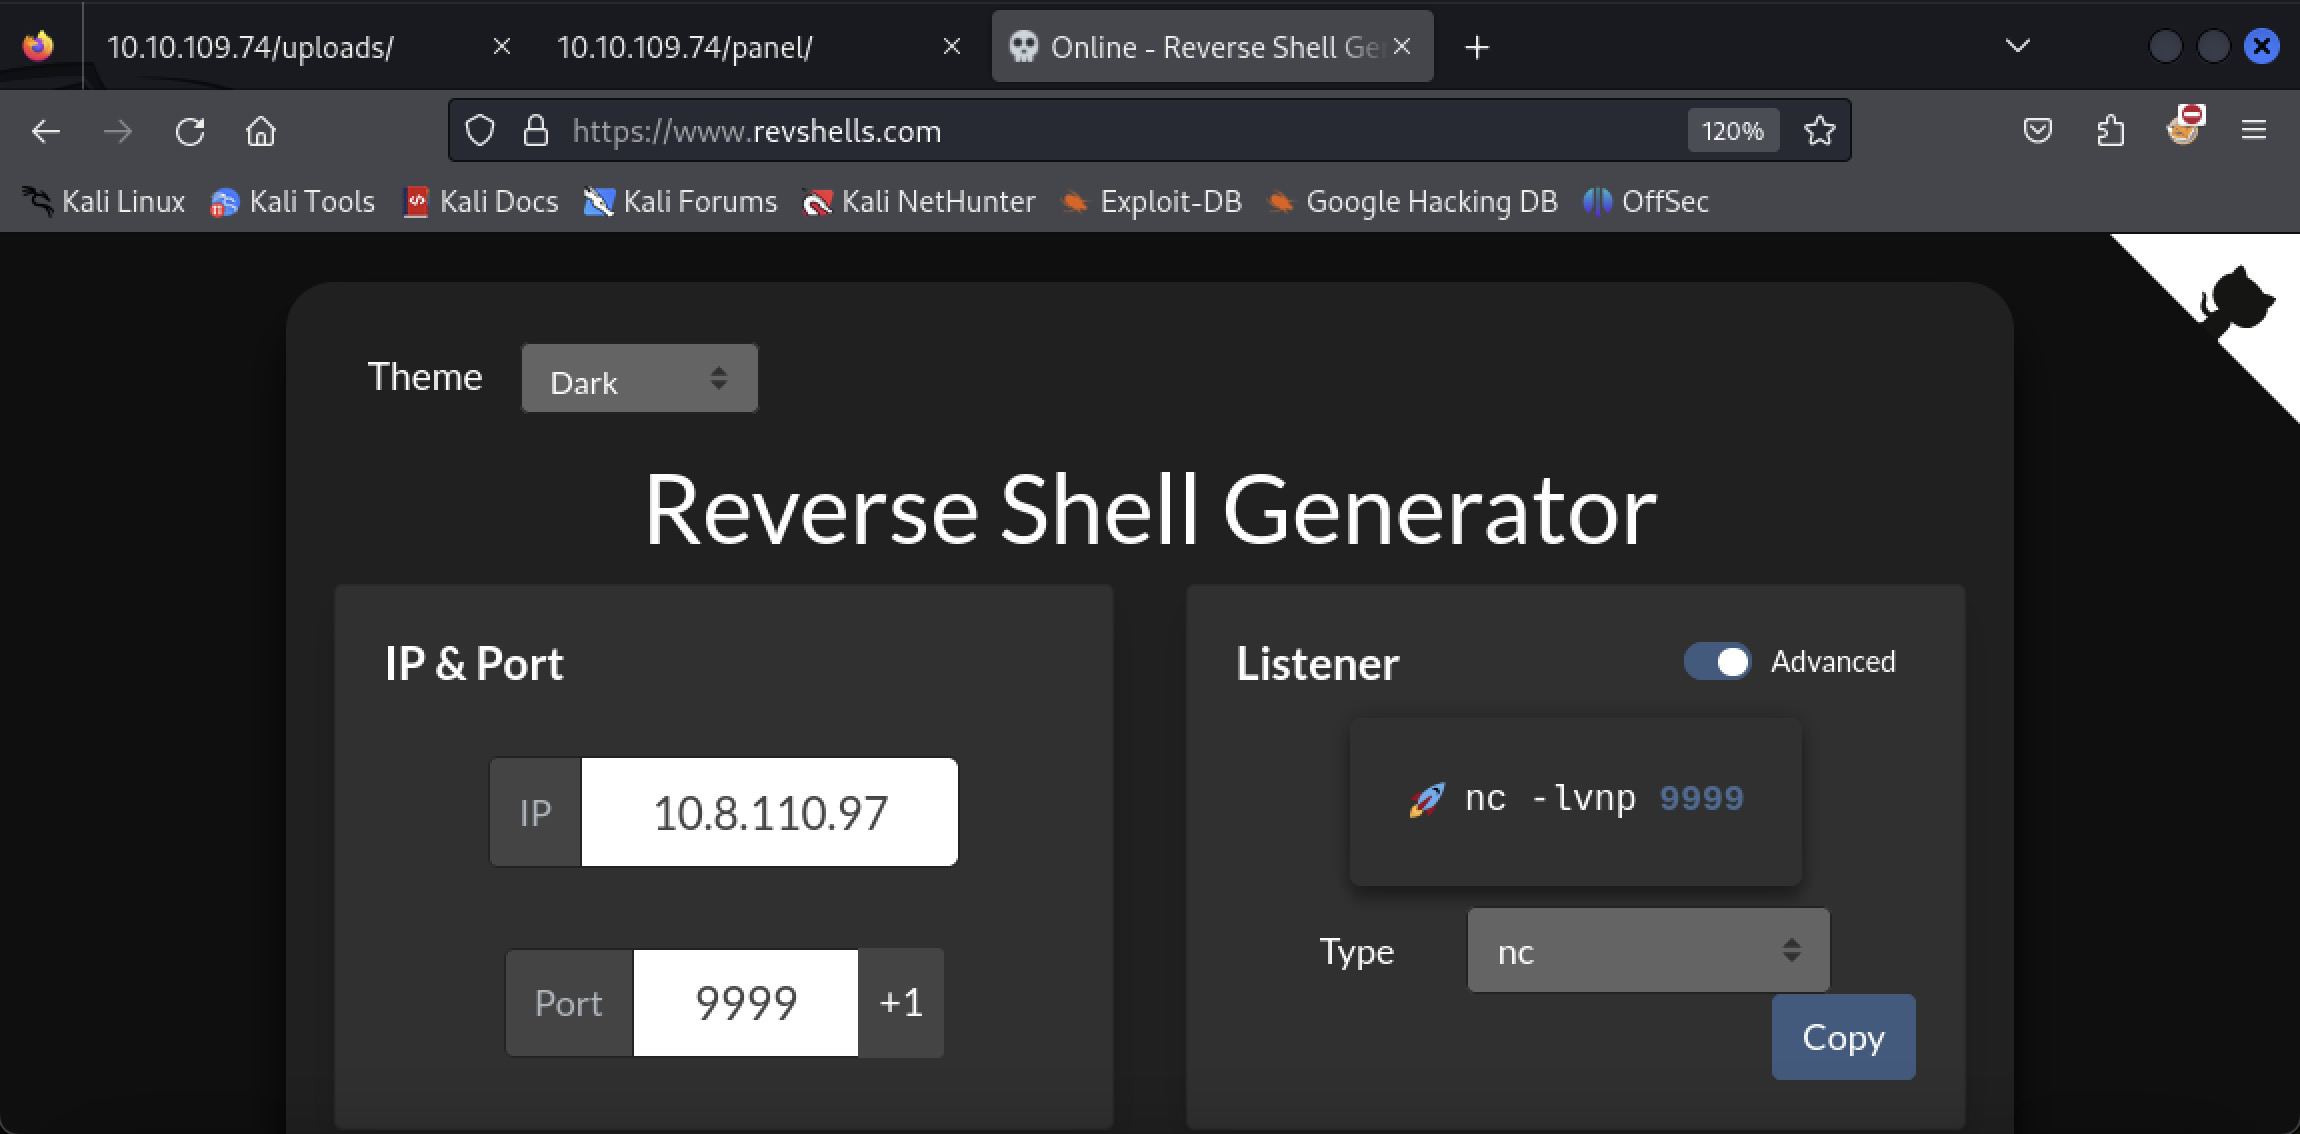 10.10.109.74/uploads/ 10.10.109.74/panel/ Online - Reverse Shell Ge
https://www.revshells.com 120%
Kali Linux Kali Tools Kali Docs Kali Forums Kali NetHunter Exploit-DB Google Hacking DB OffSec
Theme Dark
Reverse Shell Generator
IP & Port
IP 10.8.110.97
Port 9999 +1
Listener Advanced
🚀 nc -lvnp 9999
Type nc
Copy